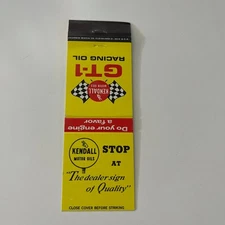 GT-1
RACING OIL
KENDALL
Do your engine
a favor
KENDALL
MOTOR OILS
STOP
AT
"The dealer sign
of Quality"
CLOSE COVER BEFORE STRIKING